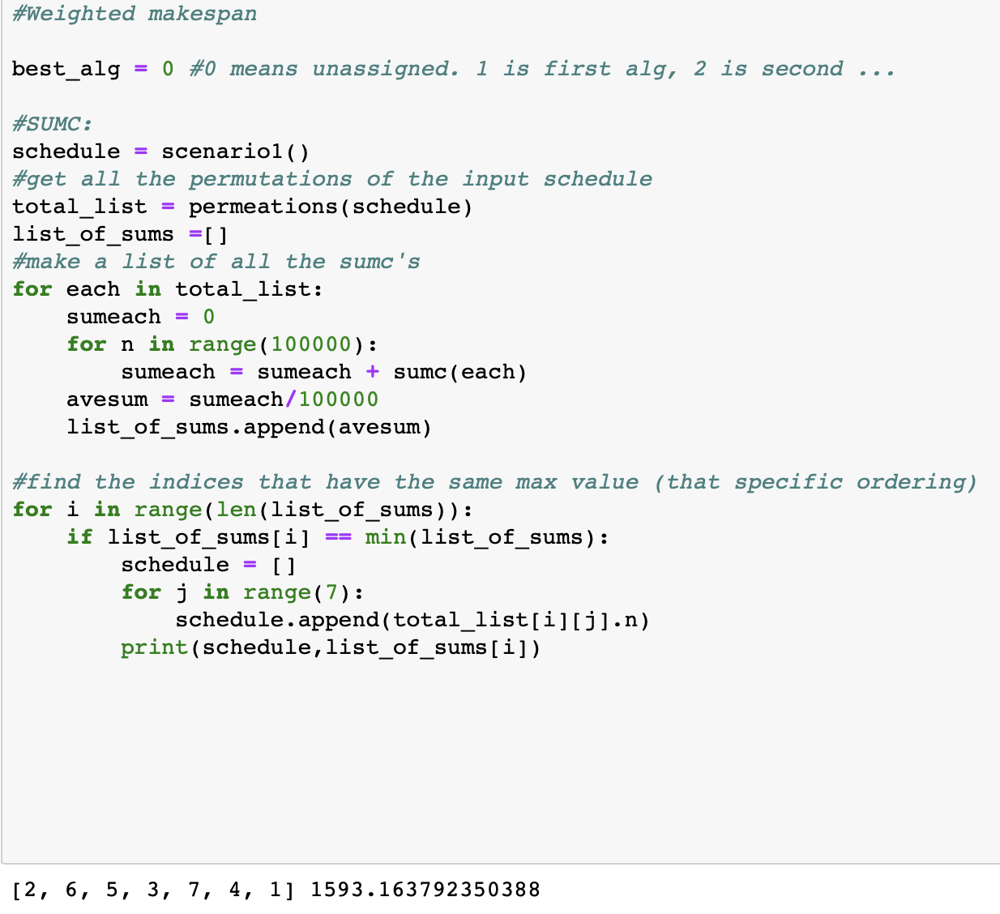 #Weighted makespan
best_alg = 0 #0 means unassigned. 1 is first alg, 2 is second ...
#SUMC:
schedule = scenario1()
#get all the permutations of the input schedule
total_list = permeations(schedule)
list_of_sums =[]
#make a list of all the sumc's
for each in total_list:
    sumeach = 0
    for n in range(100000):
        sumeach = sumeach + sumc(each)
    avesum = sumeach/100000
    list_of_sums.append(avesum)
#find the indices that have the same max value (that specific ordering)
for i in range(len(list_of_sums)):
    if list_of_sums[i] == min(list_of_sums):
        schedule = []
        for j in range(7):
            schedule.append(total_list[i][j].n)
        print(schedule,list_of_sums[i])
[2, 6, 5, 3, 7, 4, 1] 1593.163792350388